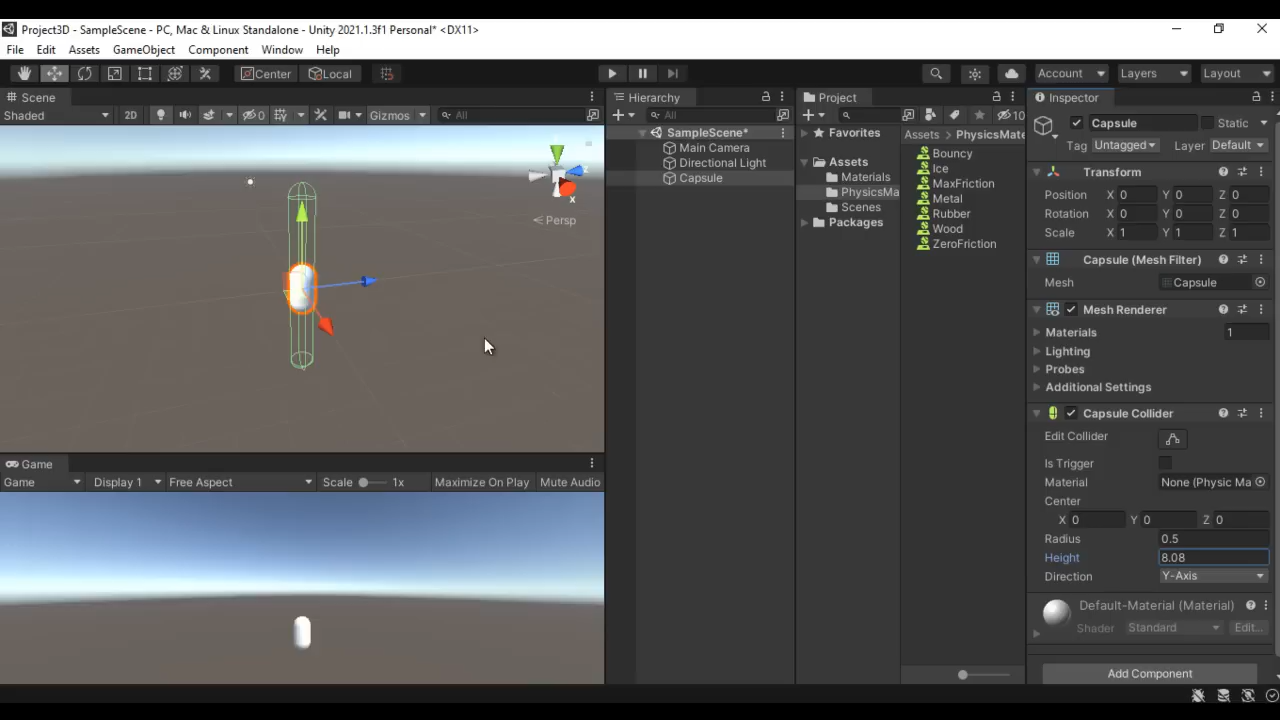 Project3D - SampleScene - PC, Mac & Linux Standalone - Unity 2021.1.3f1 Personal* <DX11>
File Edit Assets GameObject Component Window Help
Center Local Account Layers Layout
Scene
Shaded 2D 0 Gizmos All
x
Persp
Game
Game Display 1 Free Aspect Scale 1x Maximize On Play Mute Audio
Hierarchy
All
SampleScene*
Main Camera
Directional Light
Capsule
Project
10
Favorites
Assets
Materials
PhysicsMa
Scenes
Packages
Assets > PhysicsMate
Bouncy
Ice
MaxFriction
Metal
Rubber
Wood
ZeroFriction
Inspector
Capsule Static
Tag Untagged Layer Default
Transform
Position X 0 Y 0 Z 0
Rotation X 0 Y 0 Z 0
Scale X 1 Y 1 Z 1
Capsule (Mesh Filter)
Mesh Capsule
Mesh Renderer
Materials 1
Lighting
Probes
Additional Settings
Capsule Collider
Edit Collider
Is Trigger
Material None (Physic Ma
Center
X 0 Y 0 Z 0
Radius 0.5
Height 8.08
Direction Y-Axis
Default-Material (Material)
Shader Standard Edit...
Add Component